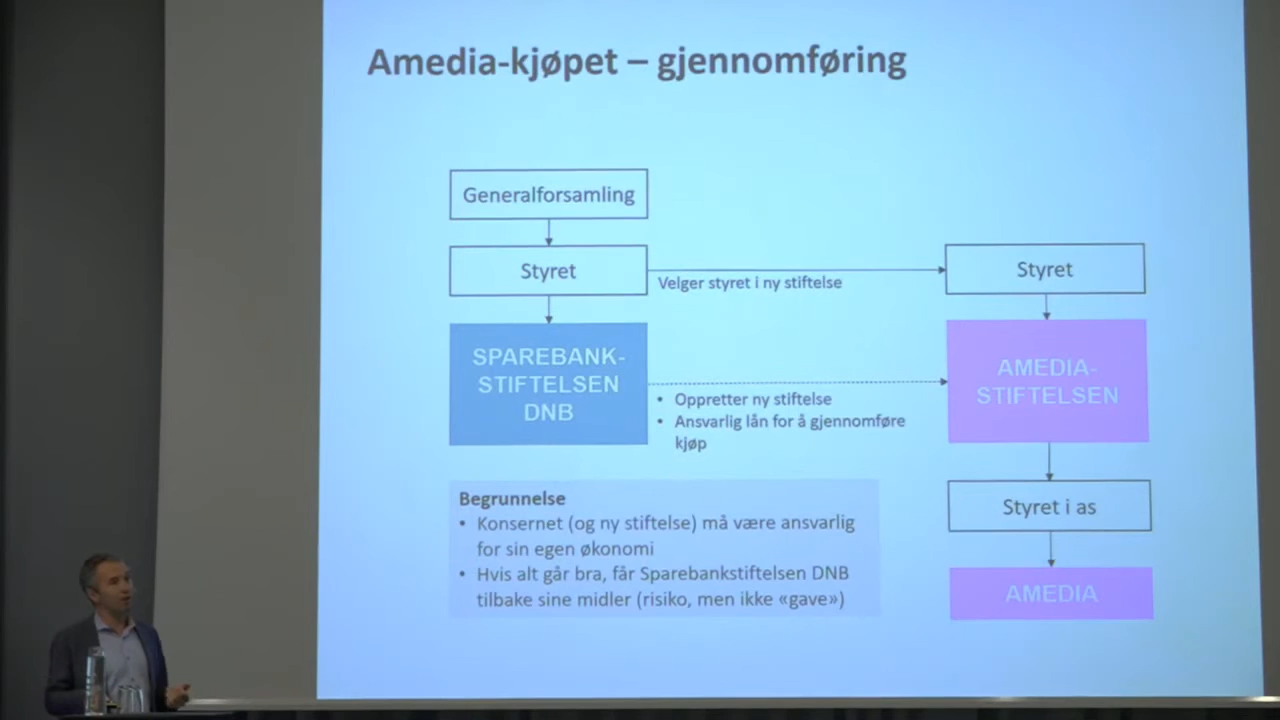 Amedia-kjøpet – gjennomføring
Generalforsamling
Styret
Velger styret i ny stiftelse
Styret
SPAREBANK-
STIFTELSEN
DNB
• Oppretter ny stiftelse
• Ansvarlig lån for å gjennomføre
kjøp
AMEDIA-
STIFTELSEN
Styret i as
AMEDIA
Begrunnelse
• Konsernet (og ny stiftelse) må være ansvarlig
for sin egen økonomi
• Hvis alt går bra, får Sparebankstiftelsen DNB
tilbake sine midler (risiko, men ikke «gave»)